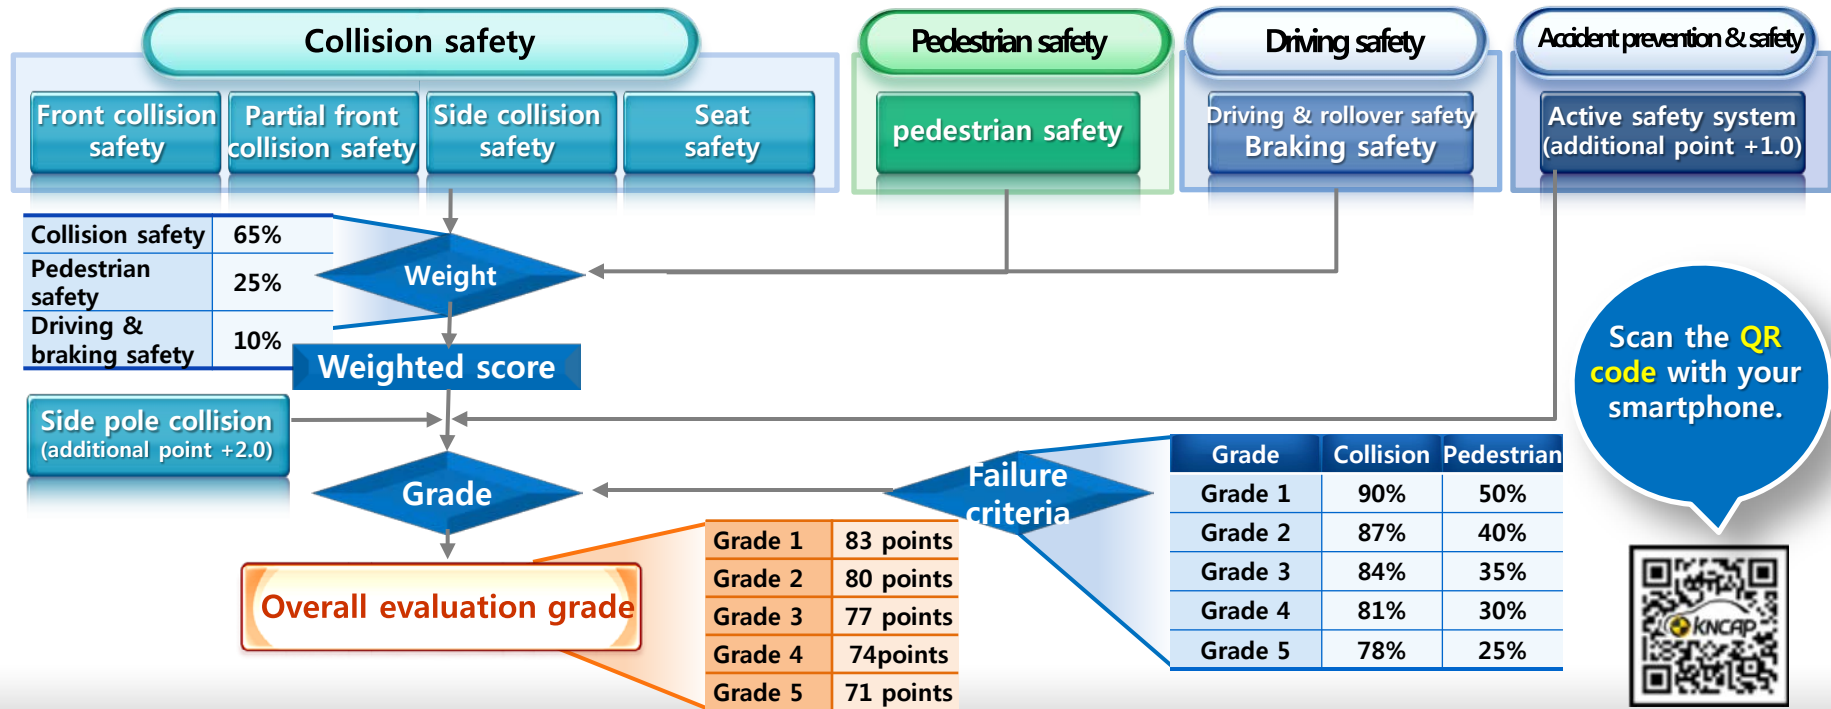 Collision safety
Pedestrian safety
Driving safety
Accident prevention & safety
Front collision
safety
Partial front
collision safety
Side collision
safety
Seat
safety
pedestrian safety
Driving & rollover safety
Braking safety
Active safety system
(additional point +1.0)
Collision safety 65%
Pedestrian
safety 25%
Driving &
braking safety 10%
Weight
Weighted score
Side pole collision
(additional point +2.0)
Grade
Failure
criteria
Overall evaluation grade
Grade 1 83 points
Grade 2 80 points
Grade 3 77 points
Grade 4 74points
Grade 5 71 points
Grade Collision Pedestrian
Grade 1 90% 50%
Grade 2 87% 40%
Grade 3 84% 35%
Grade 4 81% 30%
Grade 5 78% 25%
Scan the QR
code with your
smartphone.
KNCAP